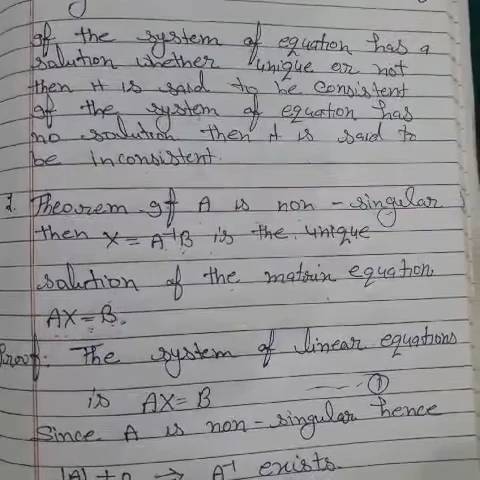 If the system of equation has a
solution whether unique or not
then it is said to be consistent
If the system of equation has
no solution then it is said to
be inconsistent.
1. Theorem. If A is non-singular
then X = A⁻¹B is the unique
solution of the matrix equation
AX = B.
Proof: The system of linear equations
is AX = B ---- ①
Since A is non-singular hence
|A| ≠ 0 → A⁻¹ exists.